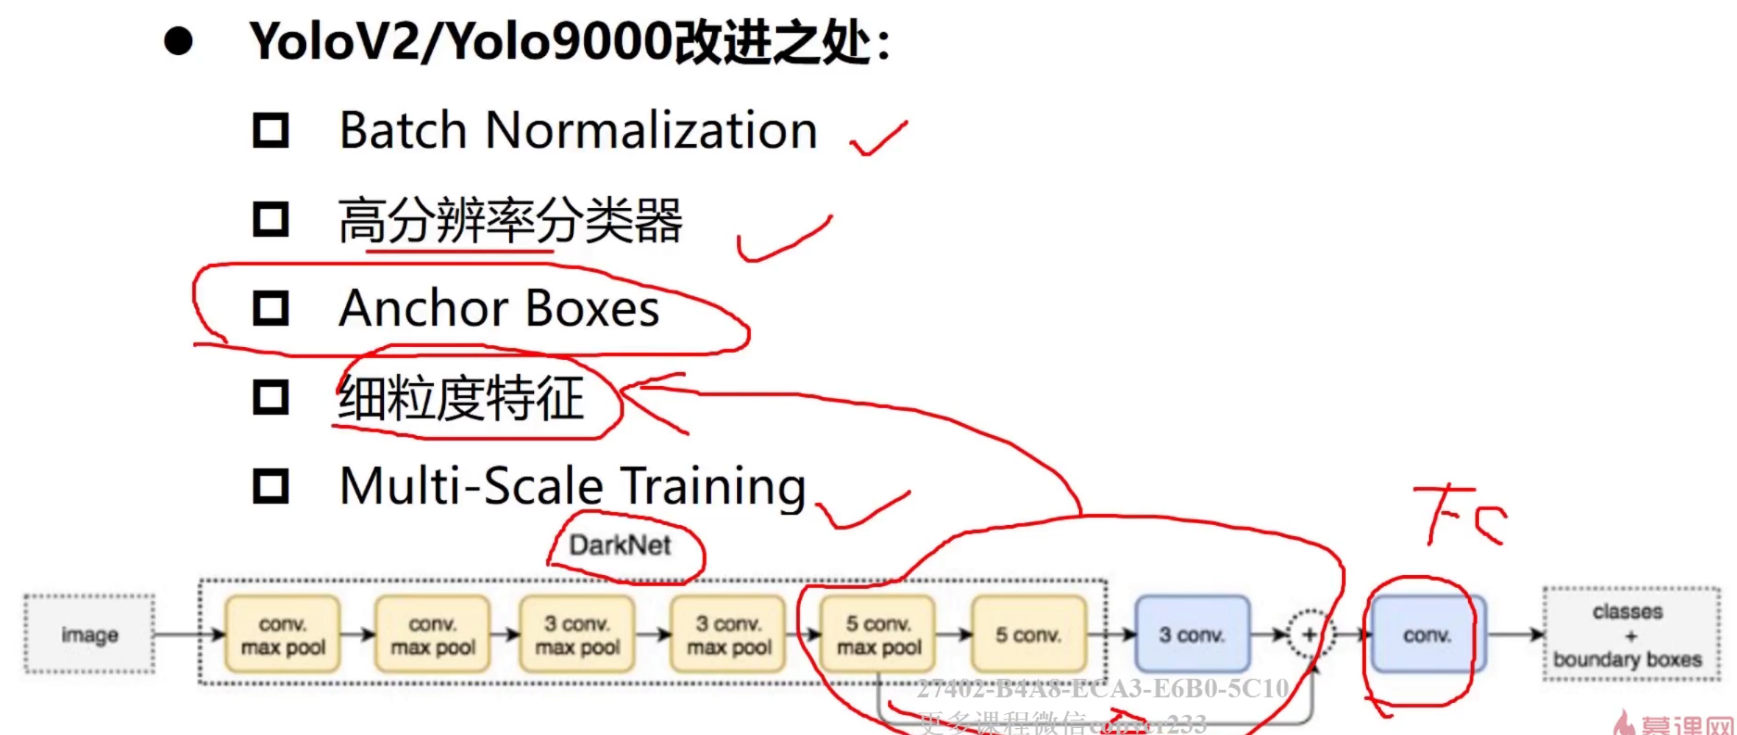 YoloV2/Yolo9000改进之处：
Batch Normalization
高分辨率分类器
Anchor Boxes
细粒度特征
Multi-Scale Training
DarkNet
FC
image
conv.
max pool
conv.
max pool
3 conv.
max pool
3 conv.
max pool
5 conv.
max pool
5 conv.
3 conv.
+
conv.
classes
+
boundary boxes
27402-B4A8-ECA3-E6B0-5C10
更多课程微信
233
慕课网